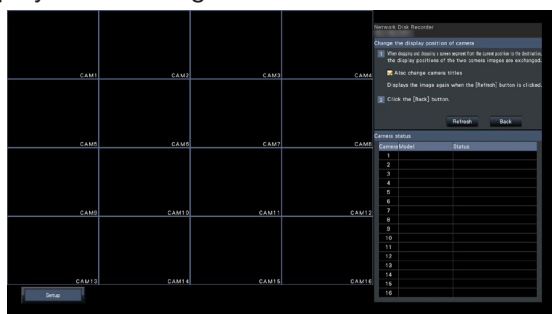 CAM1 CAM2 CAM3 CAM4
CAM5 CAM6 CAM7 CAM8
CAM9 CAM10 CAM11 CAM12
CAM13 CAM14 CAM15 CAM16
Setup
Network Disk Recorder
Change the display position of camera
1 When dragging and dropping a screen segment from the current position to the destination,
the display positions of the two camera images are exchanged.
Also change camera titles
Displays the image again when the [Refresh] button is clicked.
2 Click the [Back] button.
Refresh Back
Camera status
Camera Model Status
1
2
3
4
5
6
7
8
9
10
11
12
13
14
15
16